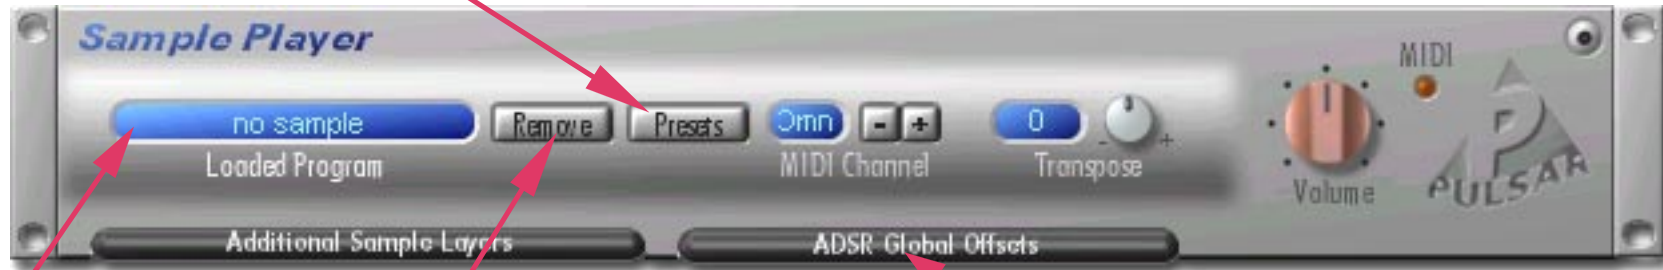 Sample Player
MIDI
no sample
Remove
Presets
Omn
- +
0
- +
Loaded Program
MIDI Channel
Transpose
Volume
P
PULSAR
Additional Sample Layers
ADSR Global Offsets